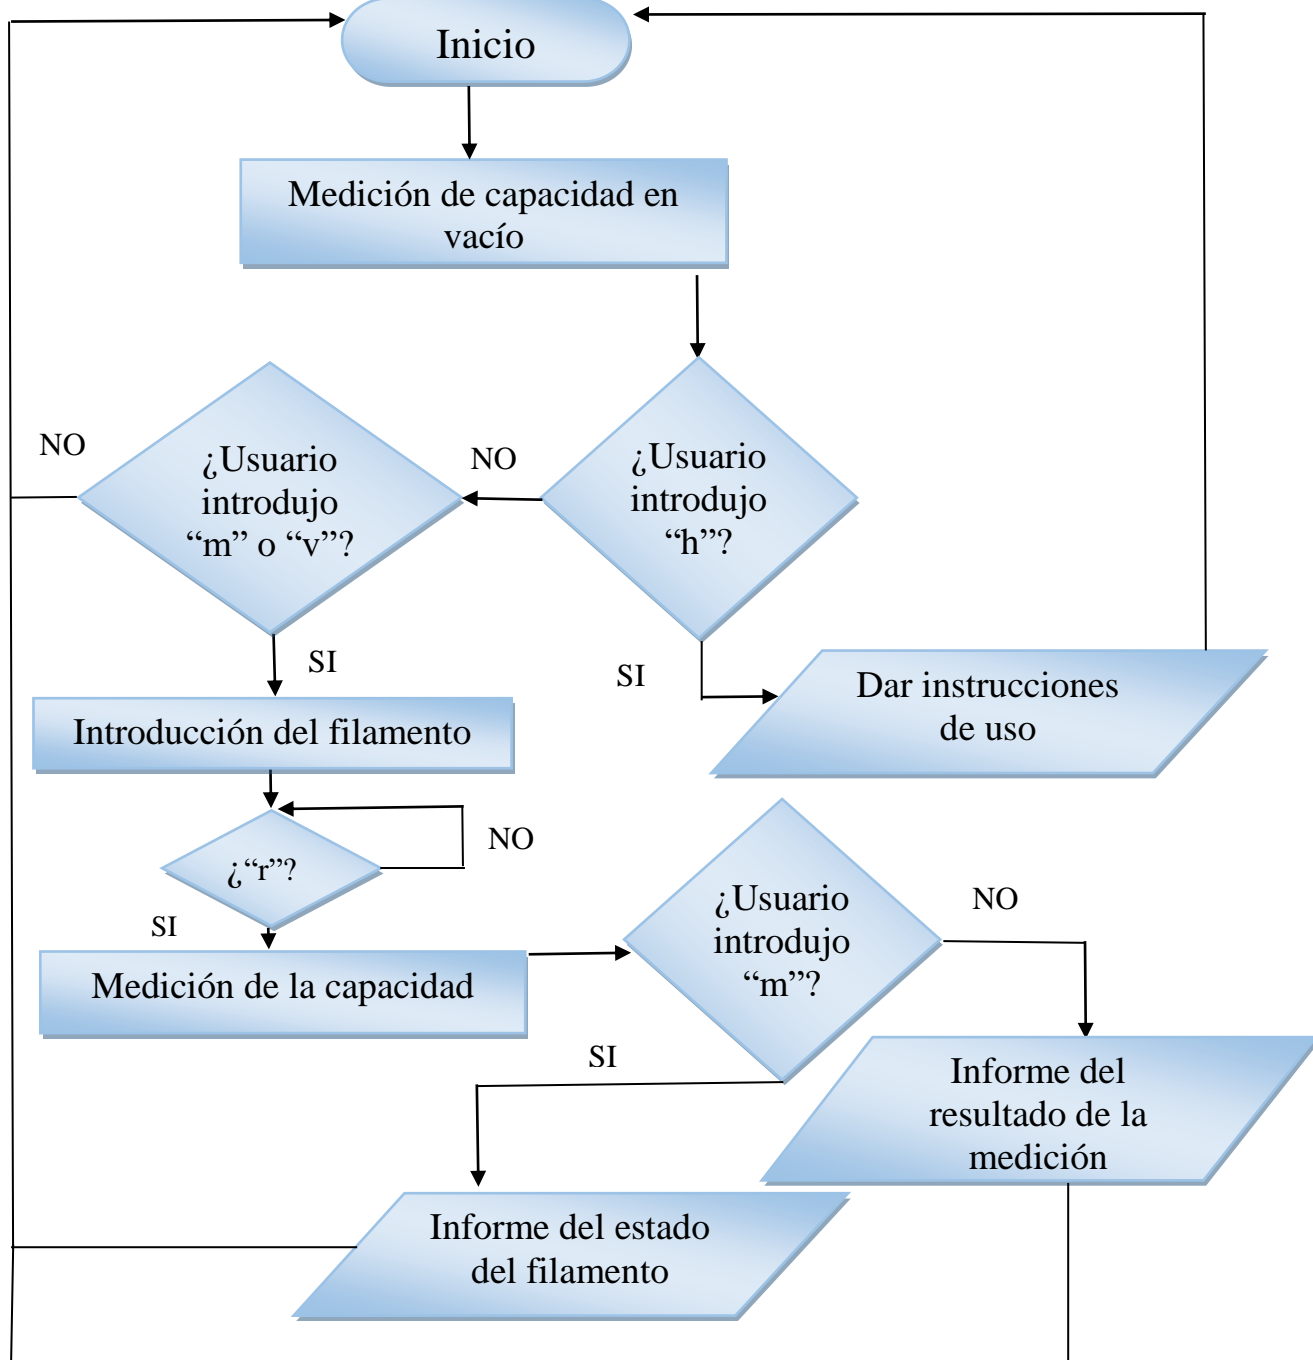 Inicio
Medición de capacidad en
vacío
NO
¿Usuario
introdujo
“m” o “v”?
NO
¿Usuario
introdujo
“h”?
SI
SI
Dar instrucciones
de uso
Introducción del filamento
¿“r”?
NO
SI
Medición de la capacidad
¿Usuario
introdujo
“m”?
NO
SI
Informe del
resultado de la
medición
Informe del estado
del filamento